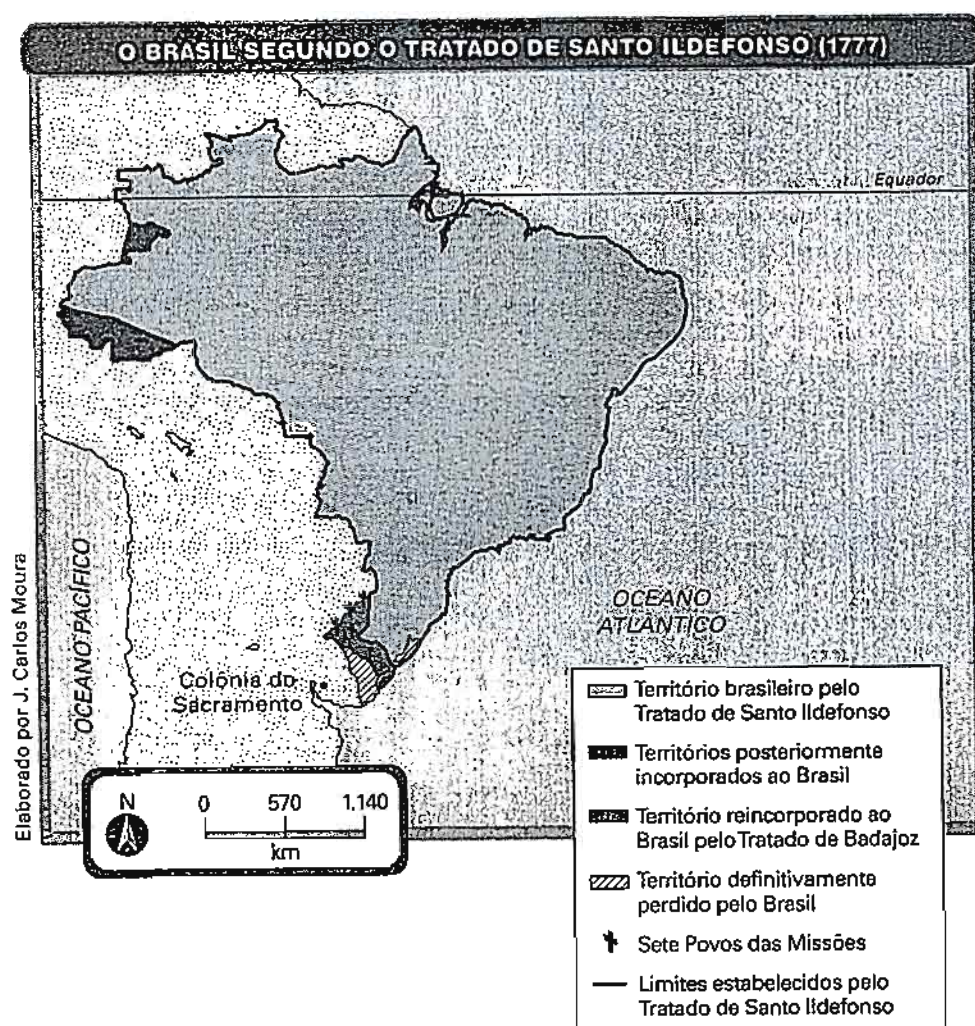 O BRASIL SEGUNDO O TRATADO DE SANTO ILDEFONSO (1777)
Equador
OCEANO PACÍFICO
OCEANO
ATLÂNTICO
Colônia do
Sacramento
Elaborado por J. Carlos Moura
N
0 570 1.140
km
Território brasileiro pelo
Tratado de Santo Ildefonso
Territórios posteriormente
incorporados ao Brasil
Território reincorporado ao
Brasil pelo Tratado de Badajoz
Território definitivamente
perdido pelo Brasil
Sete Povos das Missões
Limites estabelecidos pelo
Tratado de Santo Ildefonso